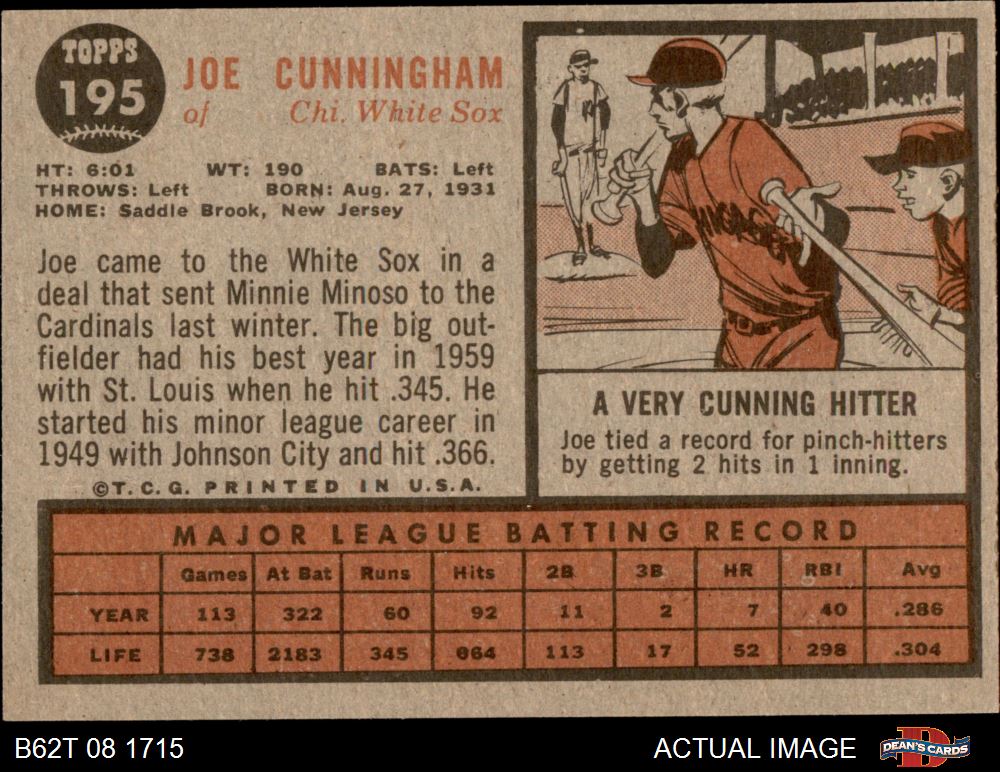 TOPPS
195
JOE CUNNINGHAM
of Chi. White Sox
HT: 6:01 WT: 190 BATS: Left
THROWS: Left BORN: Aug. 27, 1931
HOME: Saddle Brook, New Jersey
Joe came to the White Sox in a
deal that sent Minnie Minoso to the
Cardinals last winter. The big out-
fielder had his best year in 1959
with St. Louis when he hit .345. He
started his minor league career in
1949 with Johnson City and hit .366.
©T.C.G. PRINTED IN U.S.A.
A VERY CUNNING HITTER
Joe tied a record for pinch-hitters
by getting 2 hits in 1 inning.
MAJOR LEAGUE BATTING RECORD
Games At Bat Runs Hits 2B 3B HR RBI Avg
YEAR 113 322 60 92 11 2 7 40 .286
LIFE 738 2183 345 664 113 17 52 298 .304
B62T 08 1715
ACTUAL IMAGE
DEAN'S CARDS